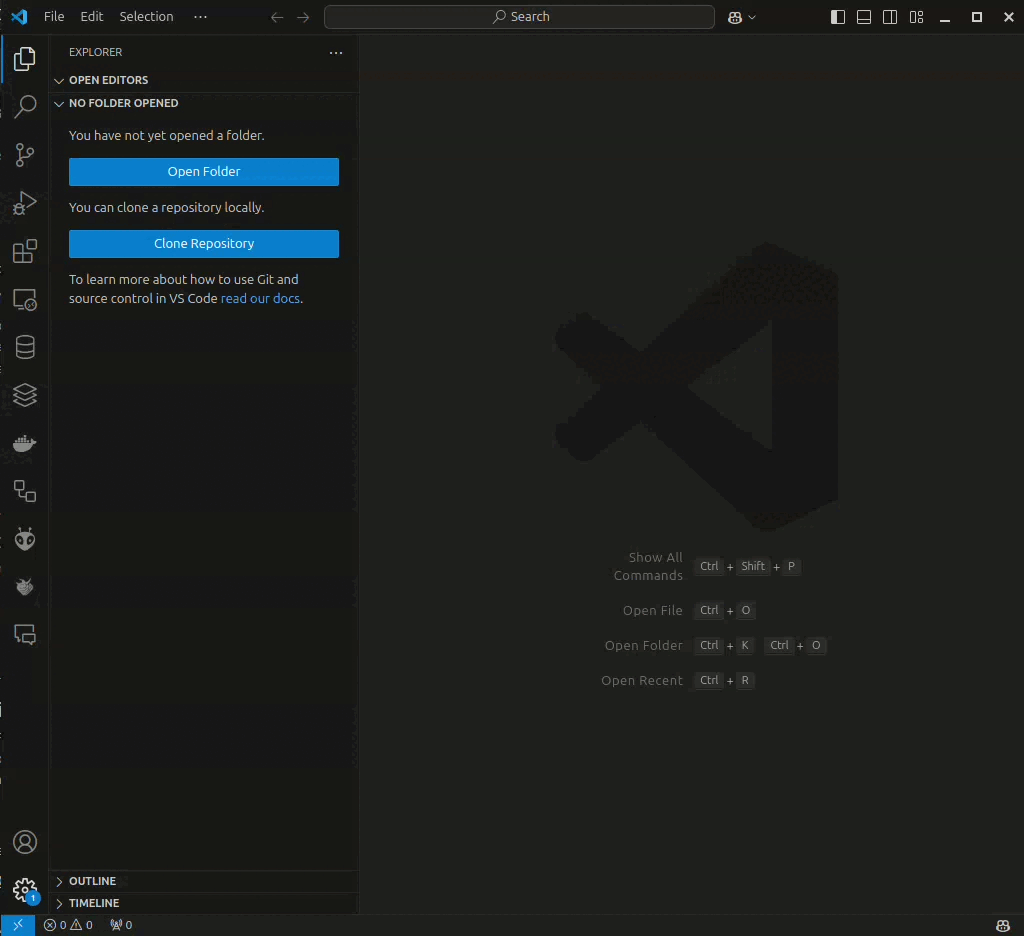 File Edit Selection ···
Search
EXPLORER ···
OPEN EDITORS
NO FOLDER OPENED
You have not yet opened a folder.
Open Folder
You can clone a repository locally.
Clone Repository
To learn more about how to use Git and
source control in VS Code read our docs.
Show All
Commands Ctrl + Shift + P
Open File Ctrl + O
Open Folder Ctrl + K Ctrl + O
Open Recent Ctrl + R
OUTLINE
1
TIMELINE
0 0 0